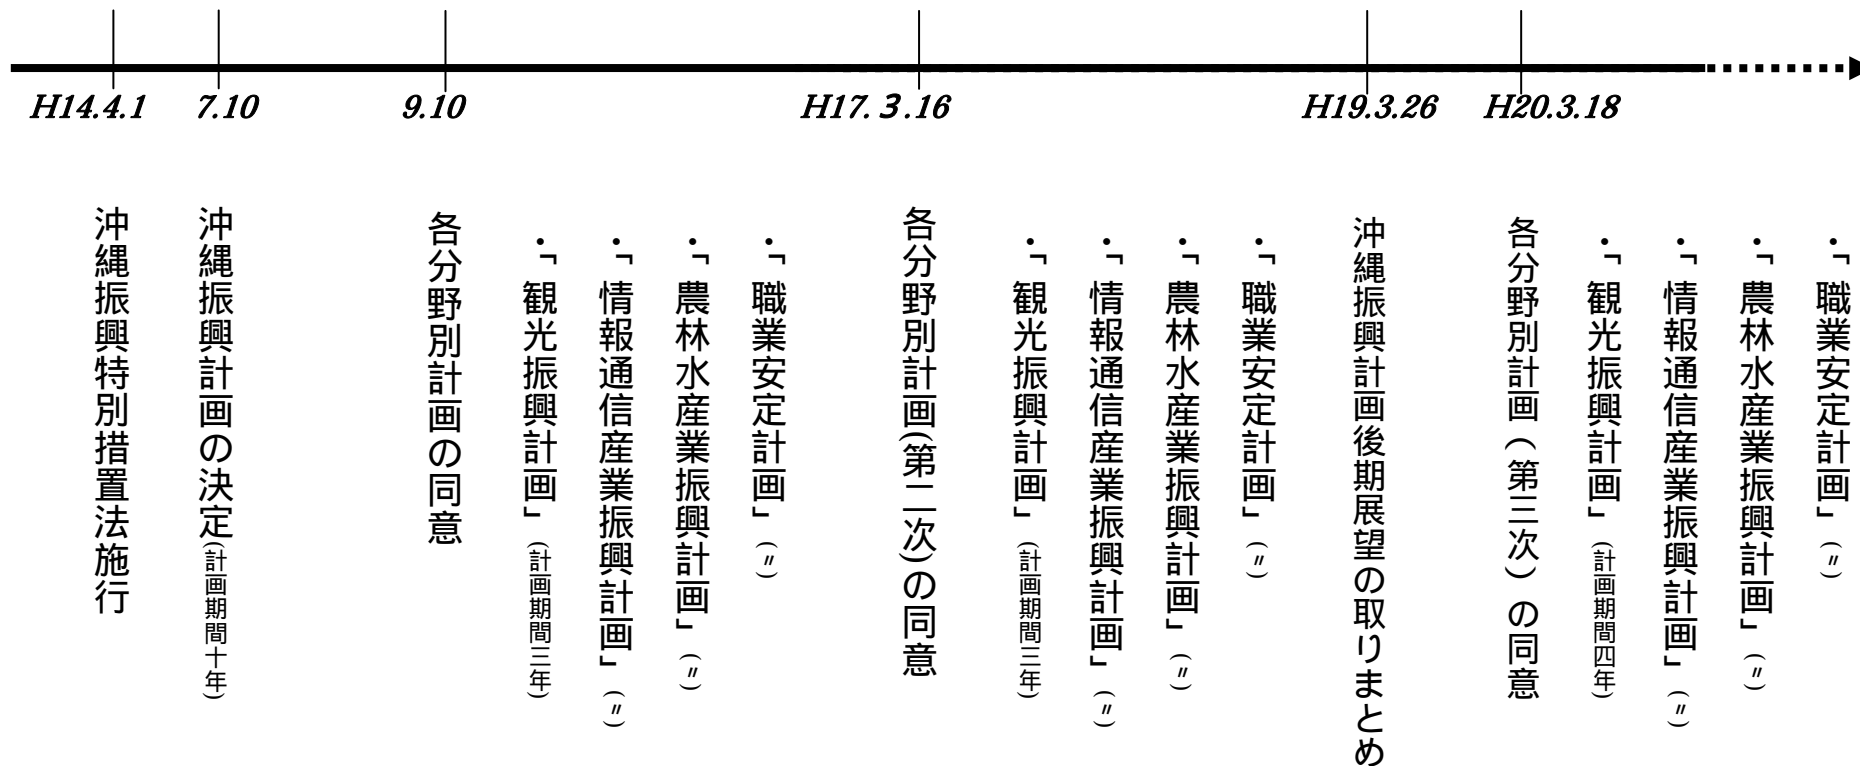 H14.4.1
7.10
9.10
H17.3.16
H19.3.26
H20.3.18
沖縄振興特別措置法施行
沖縄振興計画の決定(計画期間十年)
各分野別計画の同意
・「観光振興計画」(計画期間三年)
・「情報通信産業振興計画」(〃)
・「農林水産業振興計画」(〃)
・「職業安定計画」(〃)
各分野別計画(第二次)の同意
・「観光振興計画」(計画期間三年)
・「情報通信産業振興計画」(〃)
・「農林水産業振興計画」(〃)
・「職業安定計画」(〃)
沖縄振興計画後期展望の取りまとめ
各分野別計画(第三次)の同意
・「観光振興計画」(計画期間四年)
・「情報通信産業振興計画」(〃)
・「農林水産業振興計画」(〃)
・「職業安定計画」(〃)